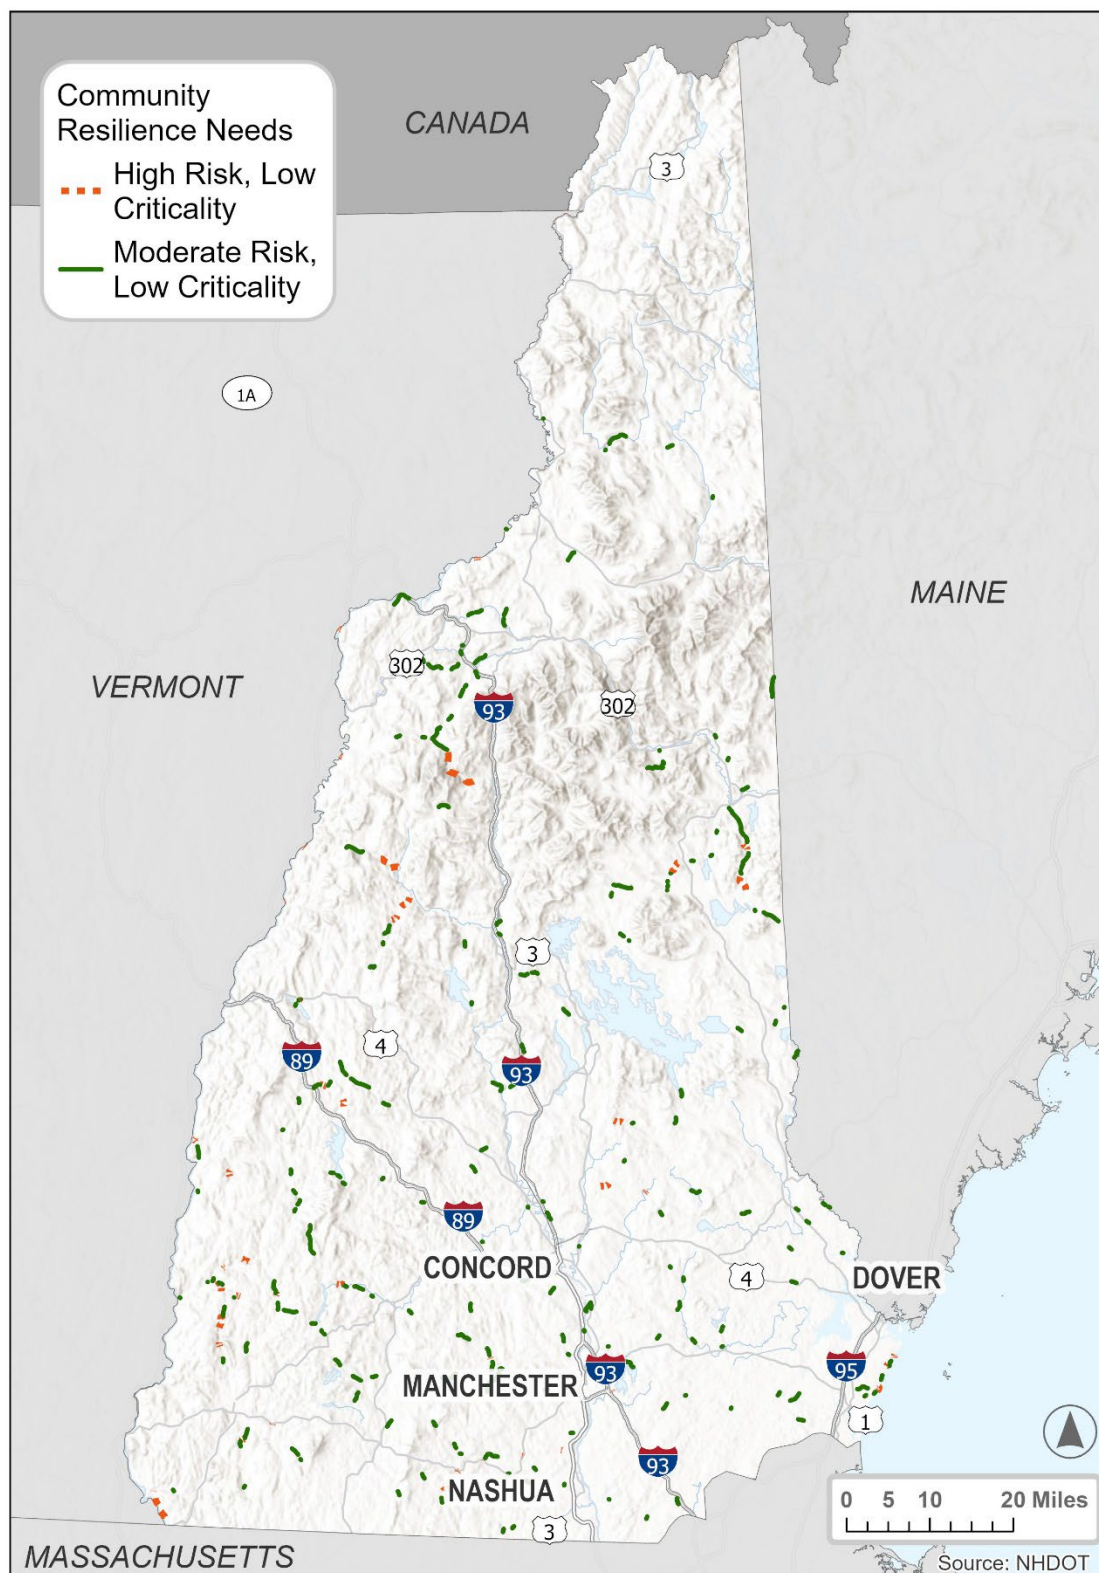 Community
Resilience Needs
High Risk, Low
Criticality
Moderate Risk,
Low Criticality
CANADA
3
1A
MAINE
VERMONT
302
302
93
3
4
89
93
89
CONCORD
4
DOVER
93
95
MANCHESTER
1
93
NASHUA
3
0 5 10 20 Miles
MASSACHUSETTS
Source: NHDOT